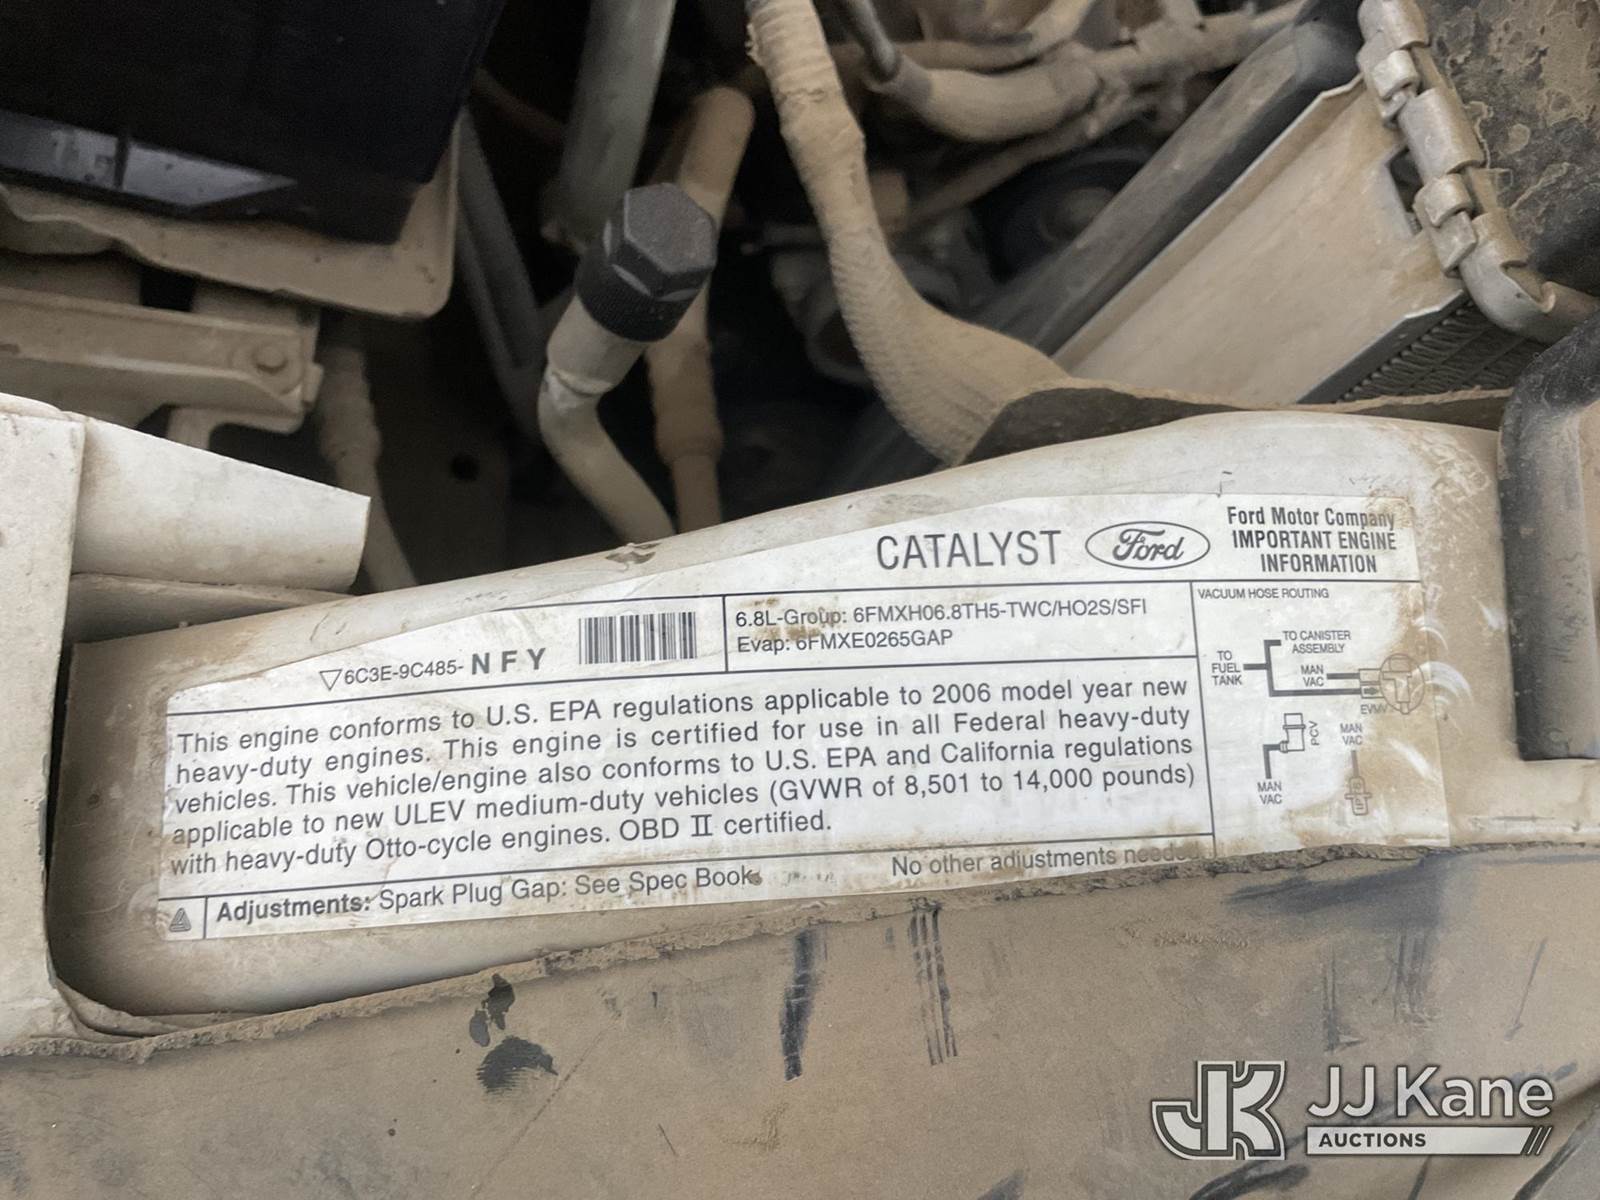 CATALYST
Ford
Ford Motor Company
IMPORTANT ENGINE
INFORMATION
6C3E-9C485- N F Y
6.8L-Group: 6FMXH06.8TH5-TWC/HO2S/SFI
Evap: 6FMXE0265GAP
This engine conforms to U.S. EPA regulations applicable to 2006 model year new
heavy-duty engines. This engine is certified for use in all Federal heavy-duty
vehicles. This vehicle/engine also conforms to U.S. EPA and California regulations
applicable to new ULEV medium-duty vehicles (GVWR of 8,501 to 14,000 pounds)
with heavy-duty Otto-cycle engines. OBD II certified.
Adjustments: Spark Plug Gap: See Spec Book
No other adjustments needed
VACUUM HOSE ROUTING
TO CANISTER
ASSEMBLY
TO
FUEL
TANK
MAN
VAC
EVMV
PCV
MAN
VAC
MAN
VAC
JK
JJ Kane
AUCTIONS